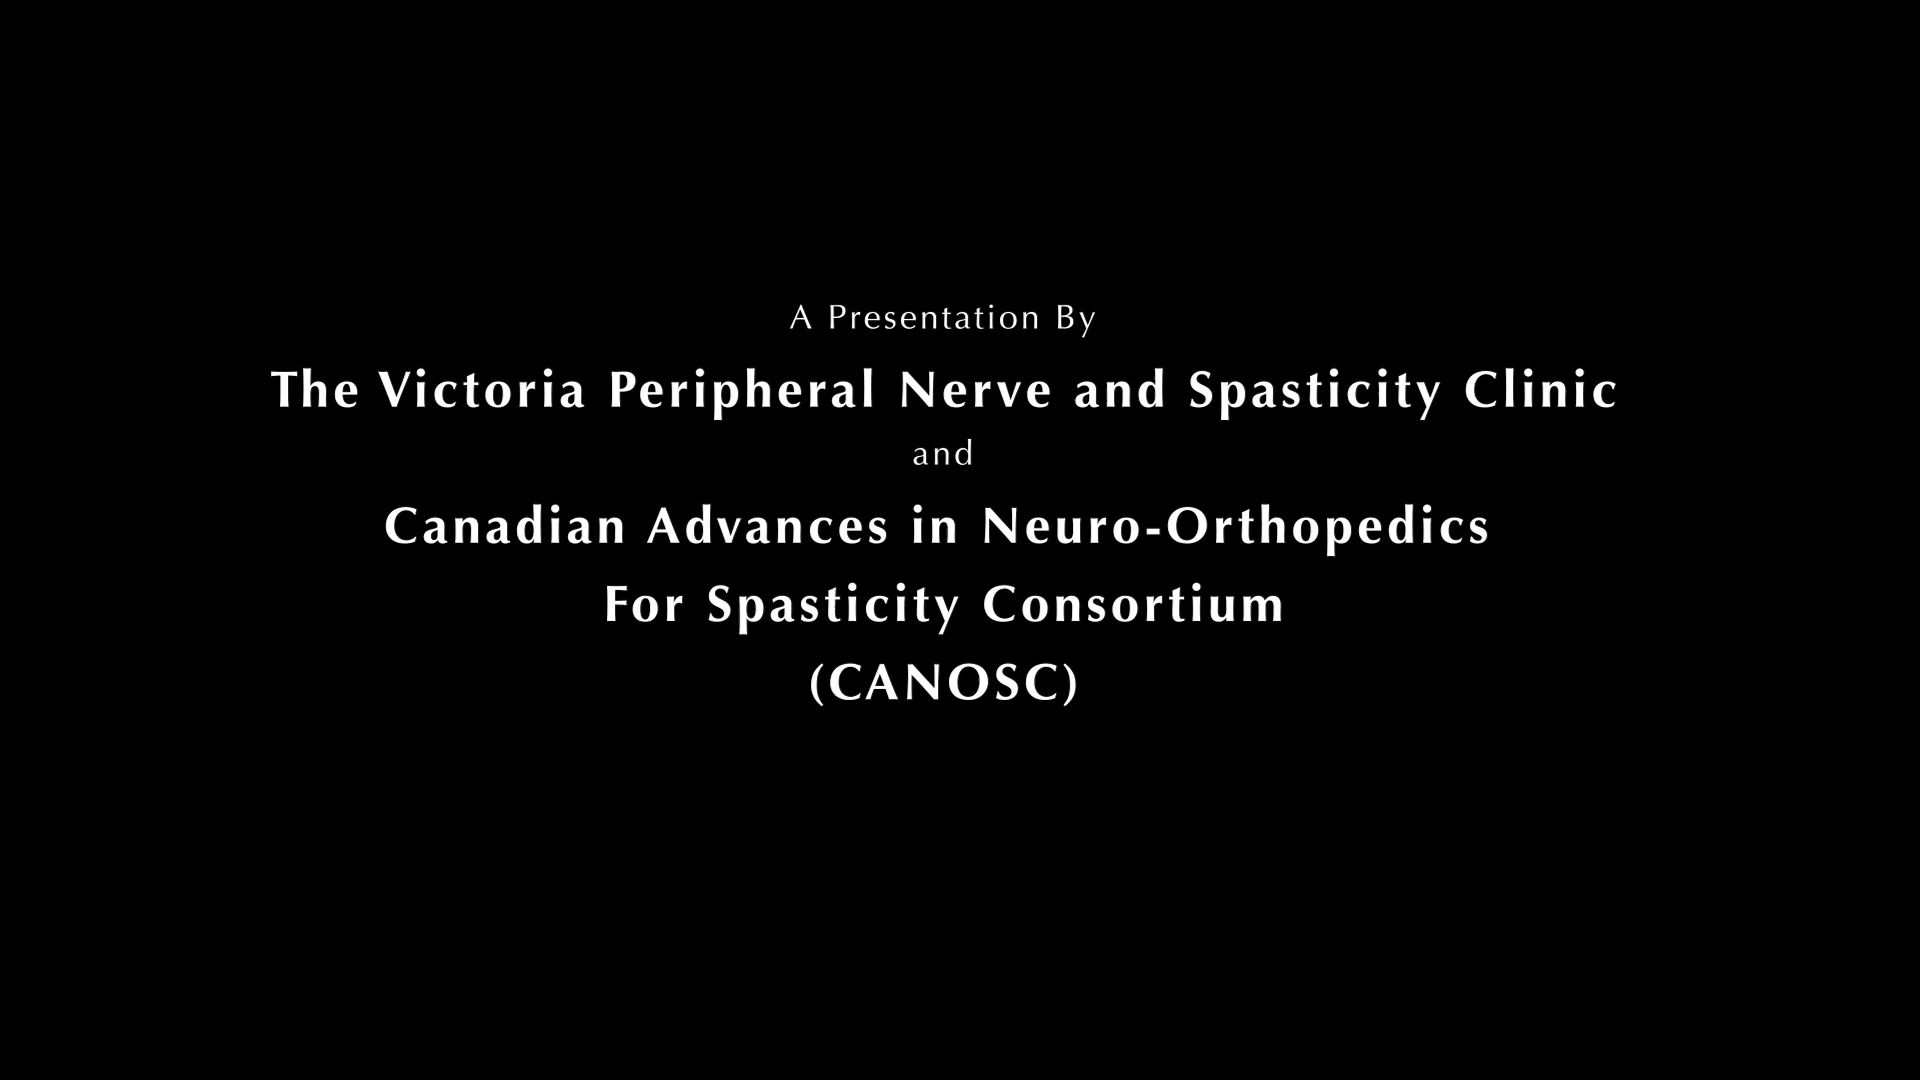 A Presentation By
The Victoria Peripheral Nerve and Spasticity Clinic
and
Canadian Advances in Neuro-Orthopedics
For Spasticity Consortium
(CANOSC)